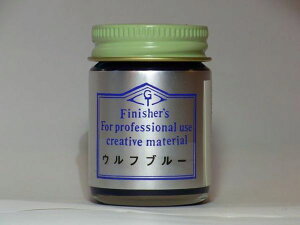 Finisher's
For professional use
creative material
ウルフブルー